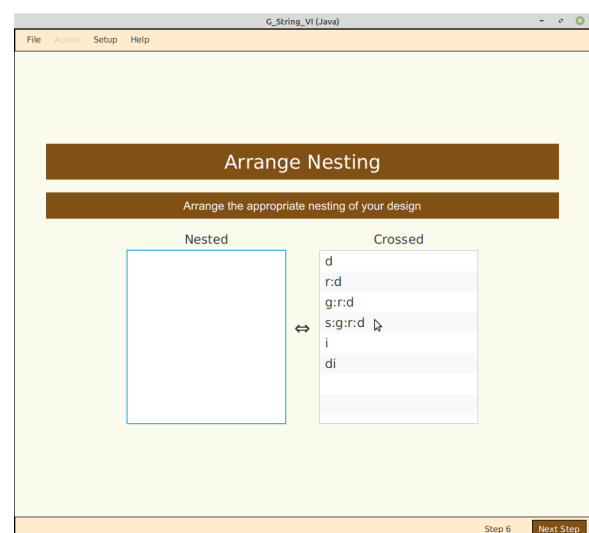 G_String_VI (Java)
File Action Setup Help
Arrange Nesting
Arrange the appropriate nesting of your design
Nested Crossed
d
r:d
g:r:d
⇔ s:g:r:d
i
di
Step 6 Next Step